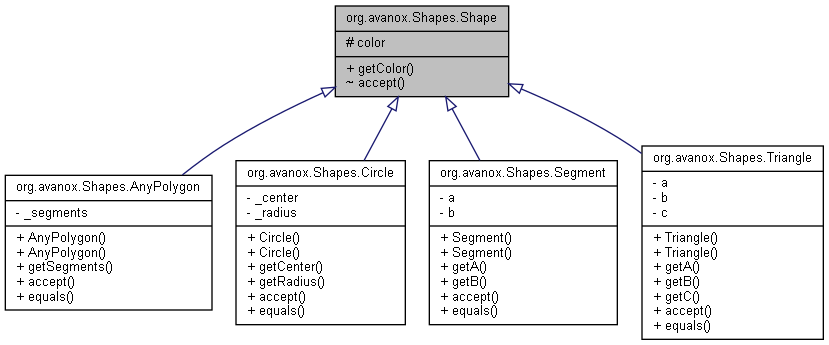 org.avanox.Shapes.Shape
# color
+ getColor()
~ accept()
org.avanox.Shapes.AnyPolygon
- _segments
+ AnyPolygon()
+ AnyPolygon()
+ getSegments()
+ accept()
+ equals()
org.avanox.Shapes.Circle
- _center
- _radius
+ Circle()
+ Circle()
+ getCenter()
+ getRadius()
+ accept()
+ equals()
org.avanox.Shapes.Segment
- a
- b
+ Segment()
+ Segment()
+ getA()
+ getB()
+ accept()
+ equals()
org.avanox.Shapes.Triangle
- a
- b
- c
+ Triangle()
+ Triangle()
+ getA()
+ getB()
+ getC()
+ accept()
+ equals()